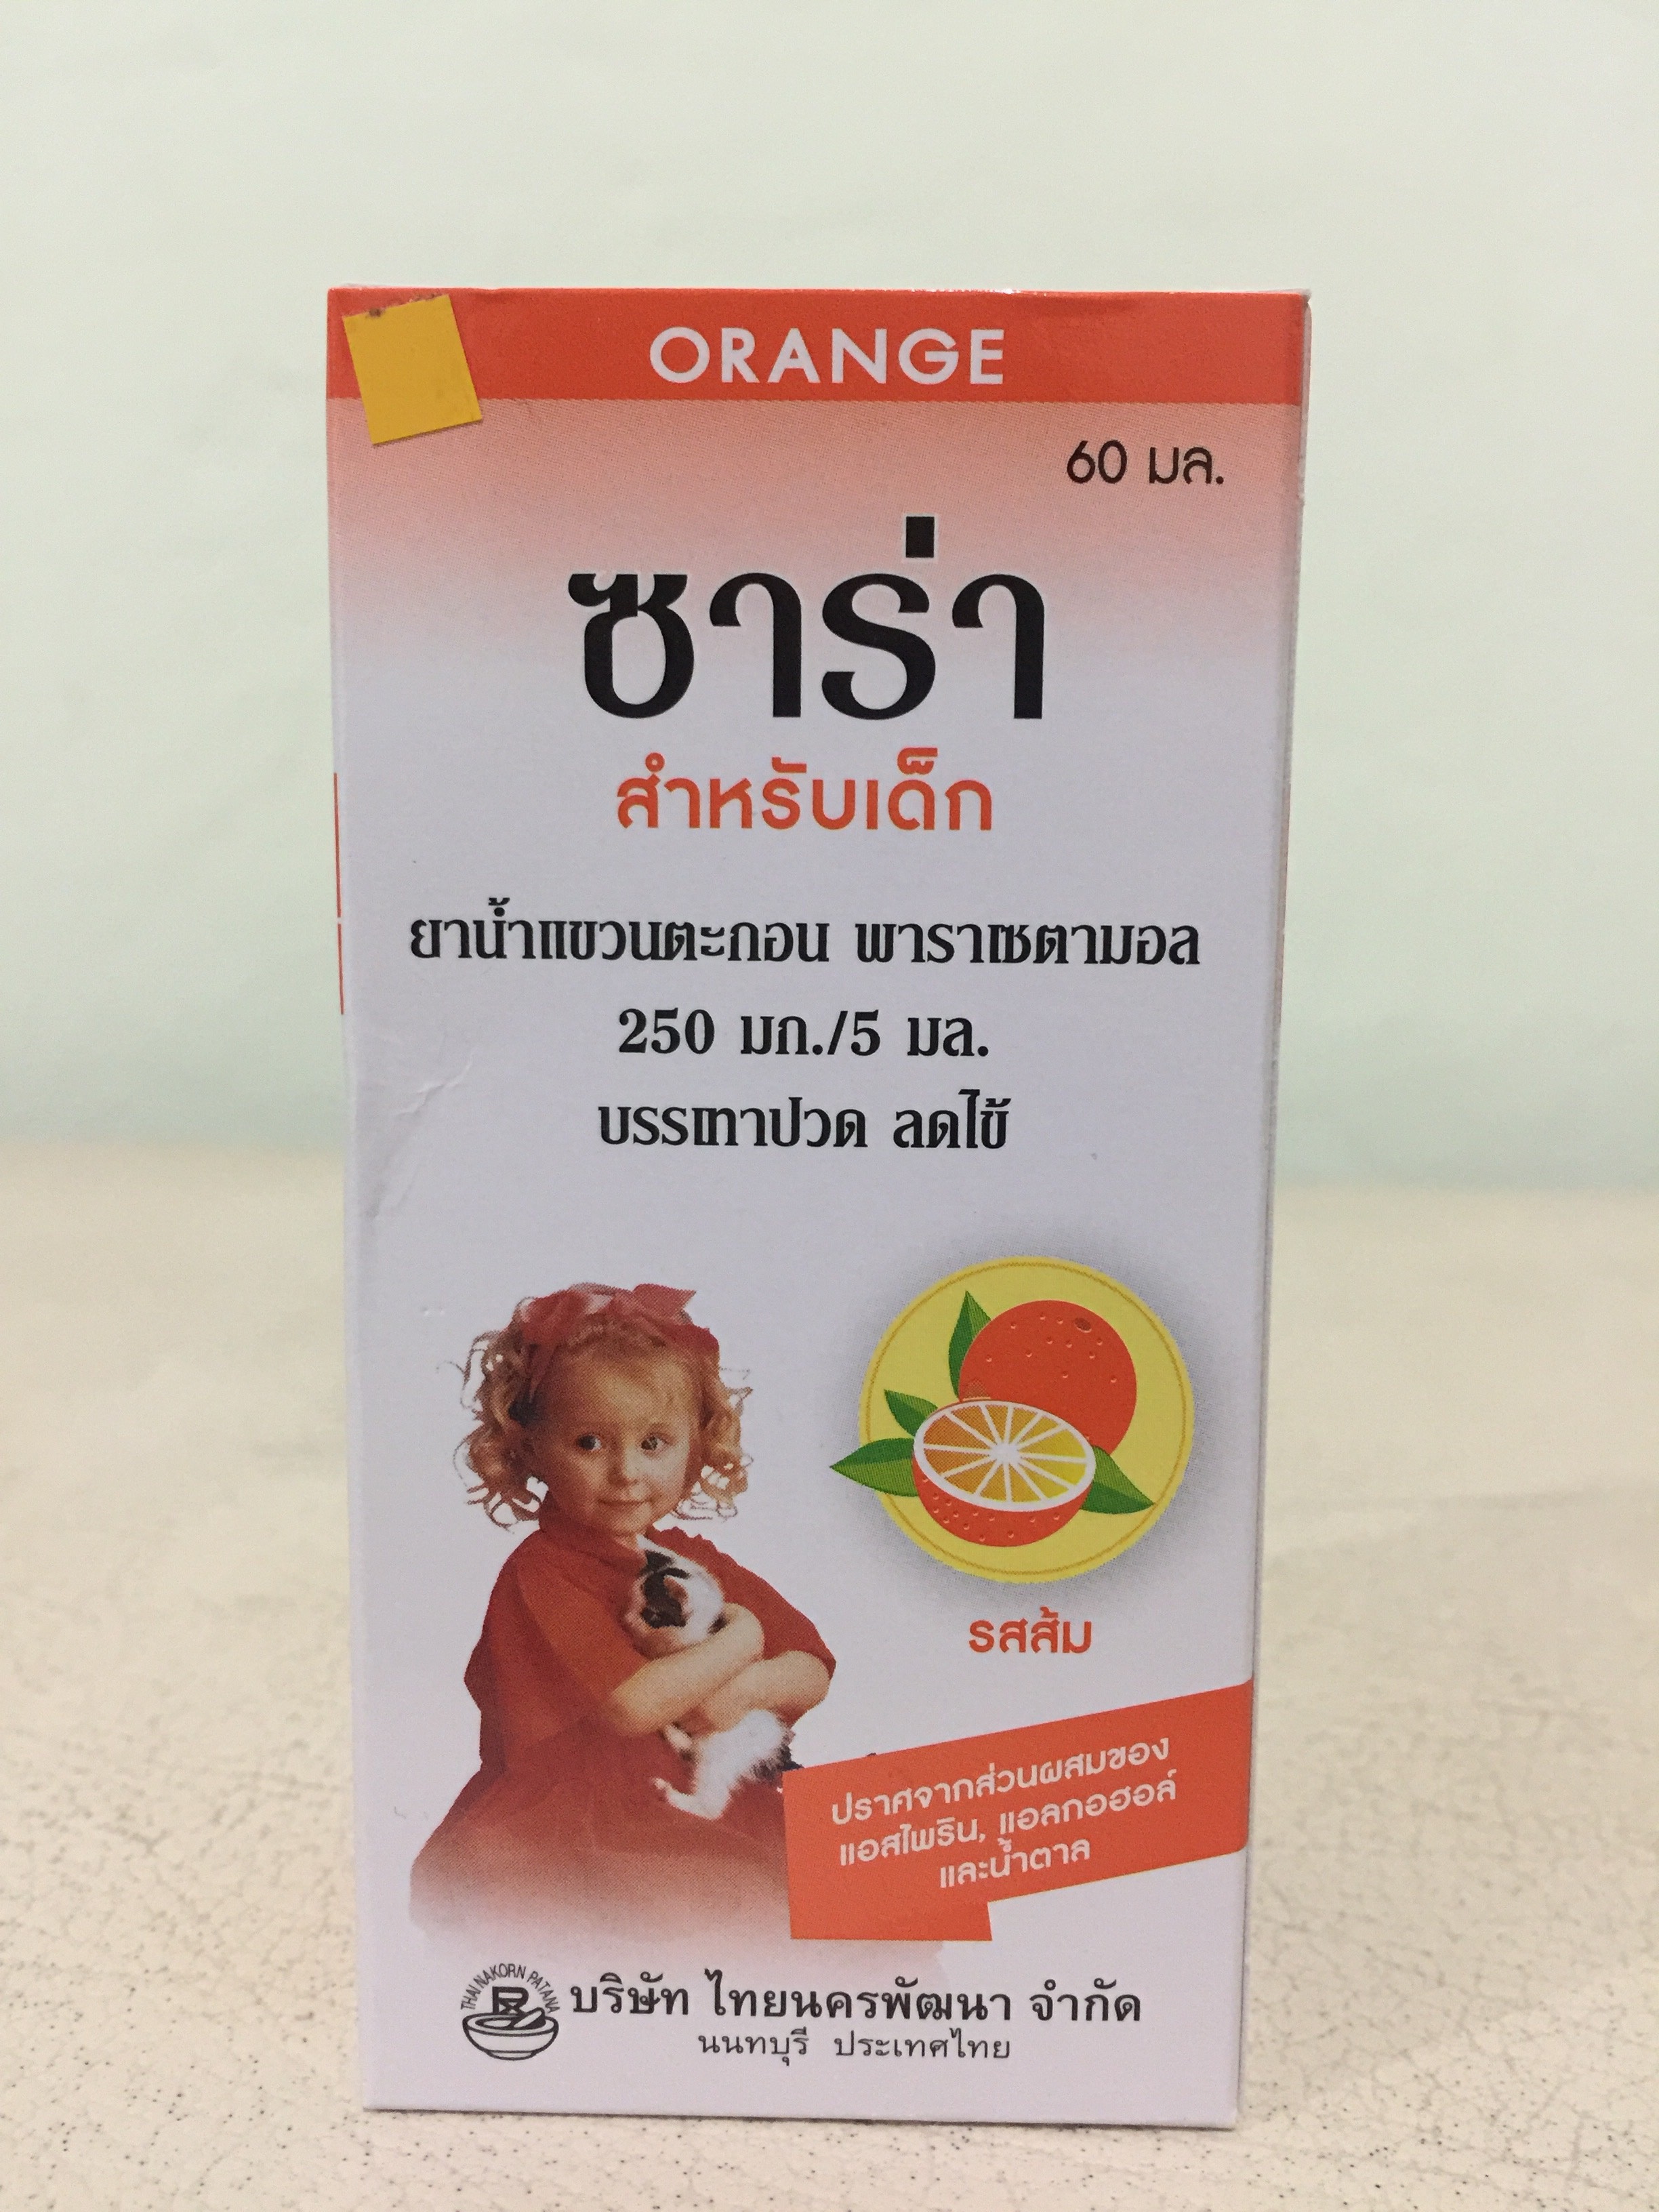 ORANGE
60 มล.
ซาร่า
สำหรับเด็ก
ยาน้ำแขวนตะกอน พาราเซตามอล
250 มก./5 มล.
บรรเทาปวด ลดไข้
รสส้ม
ปราศจากส่วนผสมของ
แอสไพริน, แอลกอฮอล์
และน้ำตาล
THAI NAKORN PATANA
บริษัท ไทยนครพัฒนา จำกัด
นนทบุรี ประเทศไทย